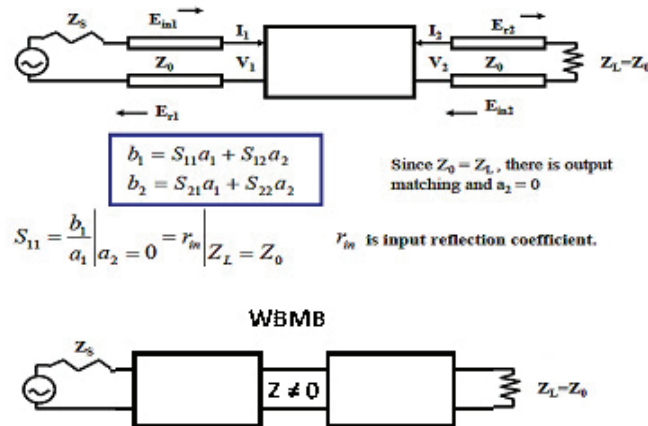 Z_S E_in1 I_1 I_2 E_r2
Z_0 V_1 V_2 Z_0 Z_L=Z_0
E_r1 E_in2
b_1 = S_11 a_1 + S_12 a_2
b_2 = S_21 a_1 + S_22 a_2
Since Z_0 = Z_L , there is output
matching and a_2 = 0
S_11 = b_1/a_1 | a_2 = 0 = r_in | Z_L = Z_0
r_in is input reflection coefficient.
WBMB
Z_S
Z ≠ 0
Z_L=Z_0